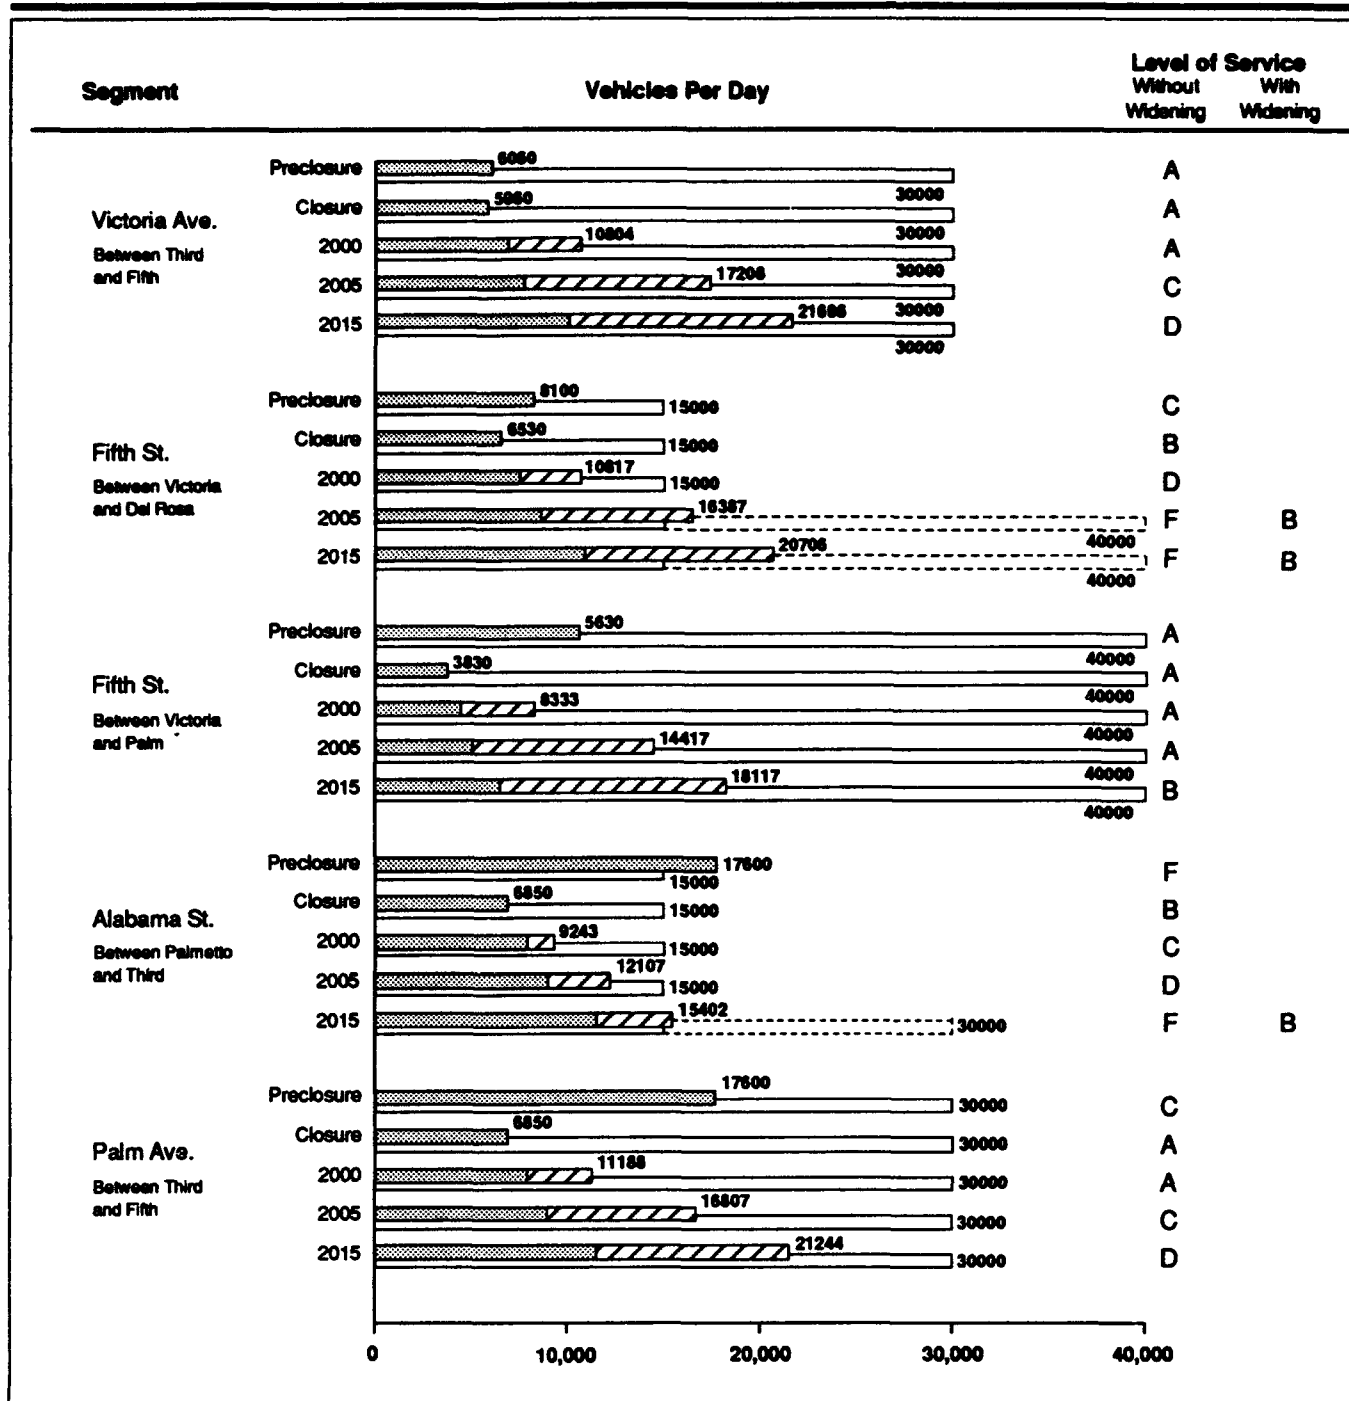 Level of Service
Segment Vehicles Per Day Without Widening With Widening
Victoria Ave.
Between Third
and Fifth
Preclosure 6060 30000 A
Closure 5060 30000 A
2000 10804 30000 A
2005 17206 30000 C
2015 21686 30000 D
Fifth St.
Between Victoria
and Del Rosa
Preclosure 8100 15000 C
Closure 6530 15000 B
2000 10817 15000 D
2005 16387 40000 F B
2015 20706 40000 F B
Fifth St.
Between Victoria
and Palm
Preclosure 5630 40000 A
Closure 3830 40000 A
2000 8333 40000 A
2005 14417 40000 A
2015 18117 40000 B
Alabama St.
Between Palmetto
and Third
Preclosure 17600 15000 F
Closure 6850 15000 B
2000 9243 15000 C
2005 12107 15000 D
2015 15402 30000 F B
Palm Ave.
Between Third
and Fifth
Preclosure 17600 30000 C
Closure 6850 30000 A
2000 11188 30000 A
2005 16807 30000 C
2015 21244 30000 D
0 10,000 20,000 30,000 40,000